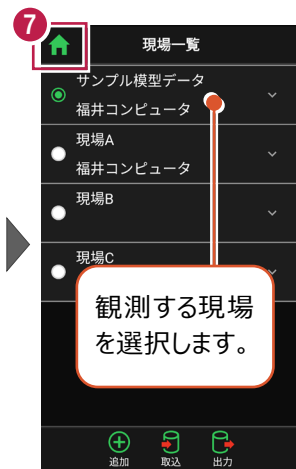 7
現場一覧
サンプル模型データ
福井コンピュータ
現場A
福井コンピュータ
現場B
現場C
観測する現場
を選択します。
追加 取込 出力